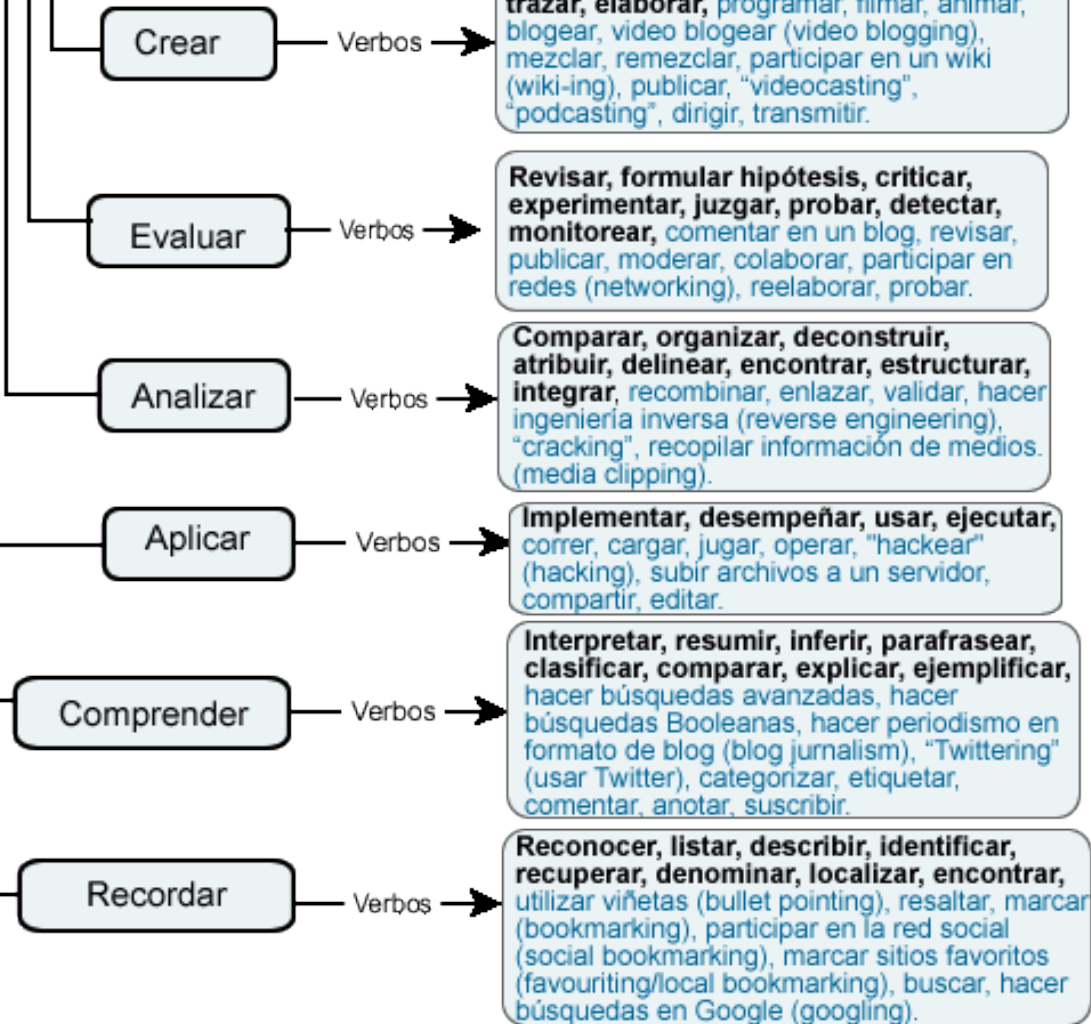 trazar, elaborar, programar, filmar, animar,
Crear
Verbos
blogear, video blogear (video blogging),
mezclar, remezclar, participar en un wiki
(wiki-ing), publicar, “videocasting”,
“podcasting”, dirigir, transmitir.
Evaluar
Verbos
Revisar, formular hipótesis, criticar,
experimentar, juzgar, probar, detectar,
monitorear, comentar en un blog, revisar,
publicar, moderar, colaborar, participar en
redes (networking), reelaborar, probar.
Analizar
Verbos
Comparar, organizar, deconstruir,
atribuir, delinear, encontrar, estructurar,
integrar, recombinar, enlazar, validar, hacer
ingeniería inversa (reverse engineering),
“cracking”, recopilar información de medios.
(media clipping).
Aplicar
Verbos
Implementar, desempeñar, usar, ejecutar,
correr, cargar, jugar, operar, "hackear"
(hacking), subir archivos a un servidor,
compartir, editar.
Comprender
Verbos
Interpretar, resumir, inferir, parafrasear,
clasificar, comparar, explicar, ejemplificar,
hacer búsquedas avanzadas, hacer
búsquedas Booleanas, hacer periodismo en
formato de blog (blog jurnalism), “Twittering”
(usar Twitter), categorizar, etiquetar,
comentar, anotar, suscribir.
Recordar
Verbos
Reconocer, listar, describir, identificar,
recuperar, denominar, localizar, encontrar,
utilizar viñetas (bullet pointing), resaltar, marcar
(bookmarking), participar en la red social
(social bookmarking), marcar sitios favoritos
(favouriting/local bookmarking), buscar, hacer
búsquedas en Google (googling).